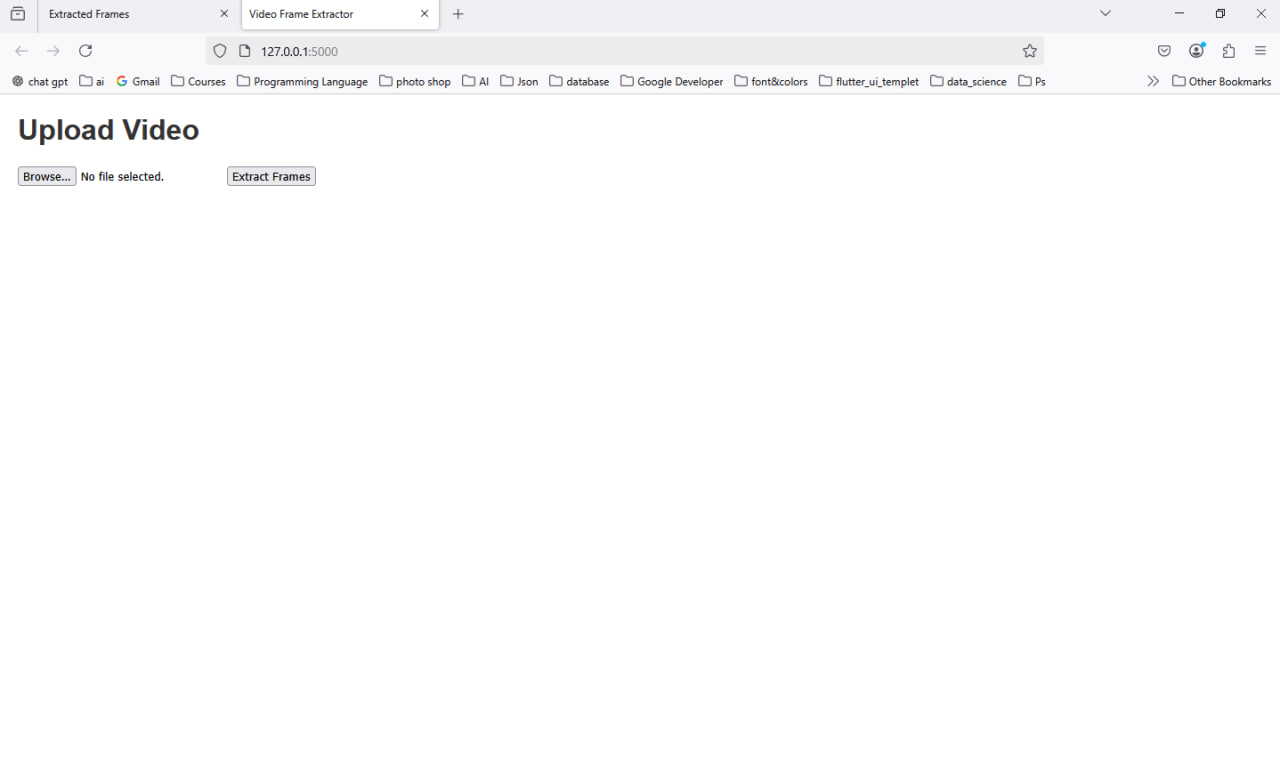 Extracted Frames Video Frame Extractor
127.0.0.1:5000
chat gpt ai Gmail Courses Programming Language photo shop AI Json database Google Developer font&colors flutter_ui_templet data_science Ps Other Bookmarks
Upload Video
Browse... No file selected. Extract Frames